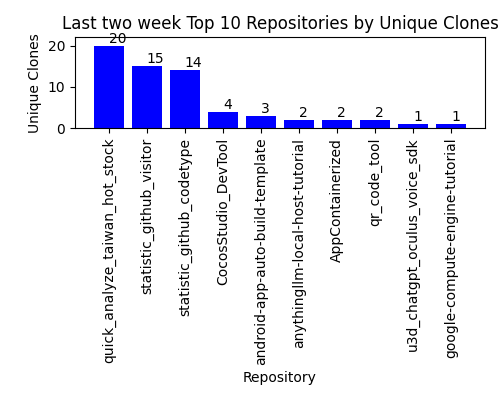 Last two week Top 10 Repositories by Unique Clones
Unique Clones
20
10
0
20
15
14
4
3
2
2
2
1
1
quick_analyze_taiwan_hot_stock
statistic_github_visitor
statistic_github_codetype
CocosStudio_DevTool
android-app-auto-build-template
anythingllm-local-host-tutorial
AppContainerized
qr_code_tool
u3d_chatgpt_oculus_voice_sdk
google-compute-engine-tutorial
Repository